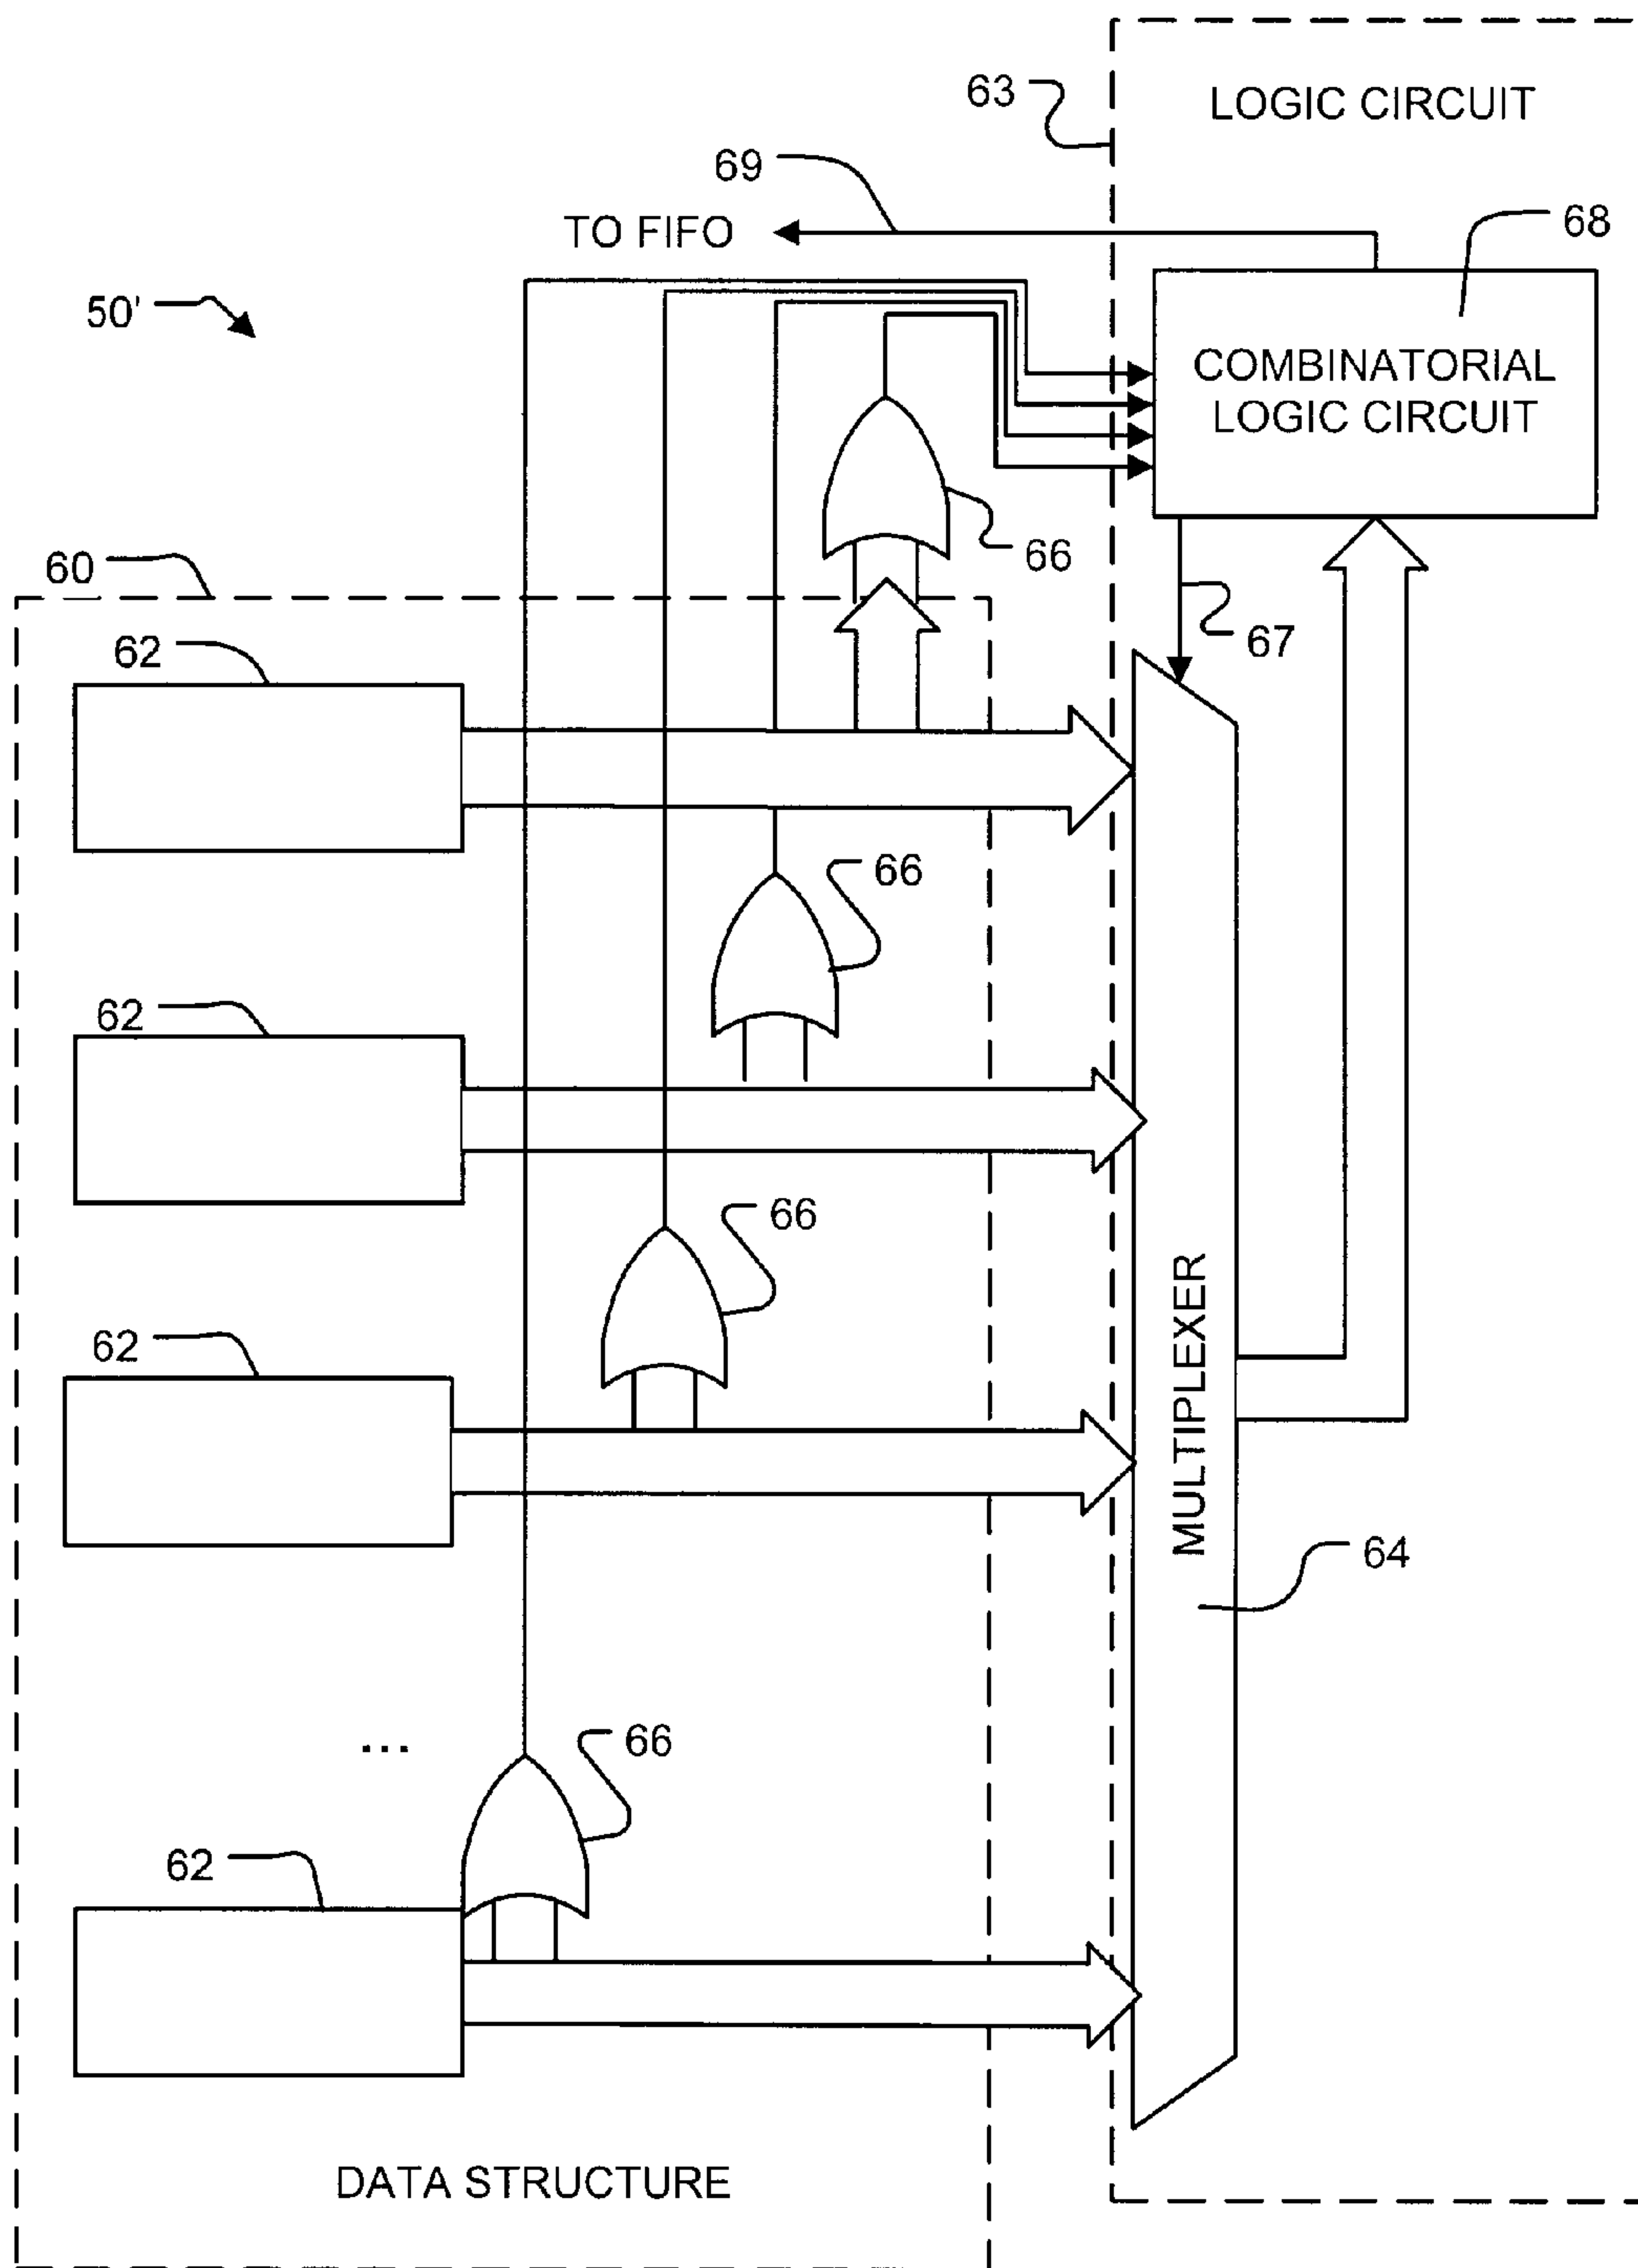 63
LOGIC CIRCUIT
69
TO FIFO
68
50'
COMBINATORIAL
LOGIC CIRCUIT
66
60
62
67
66
62
66
62
MULTIPLEXER
64
...
66
62
DATA STRUCTURE